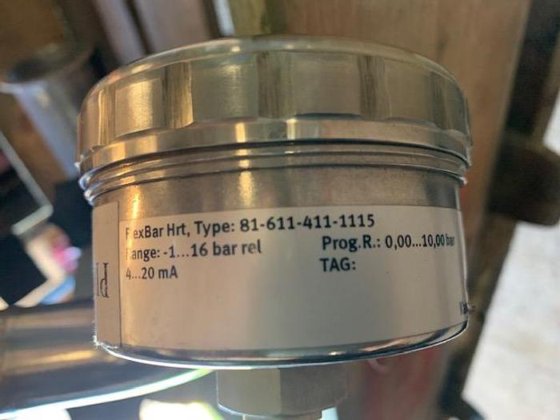 FlexBar Hrt, Type: 81-611-411-1115
Range: -1...16 bar rel Prog.R.: 0,00...10,00 bar
4...20 mA TAG: